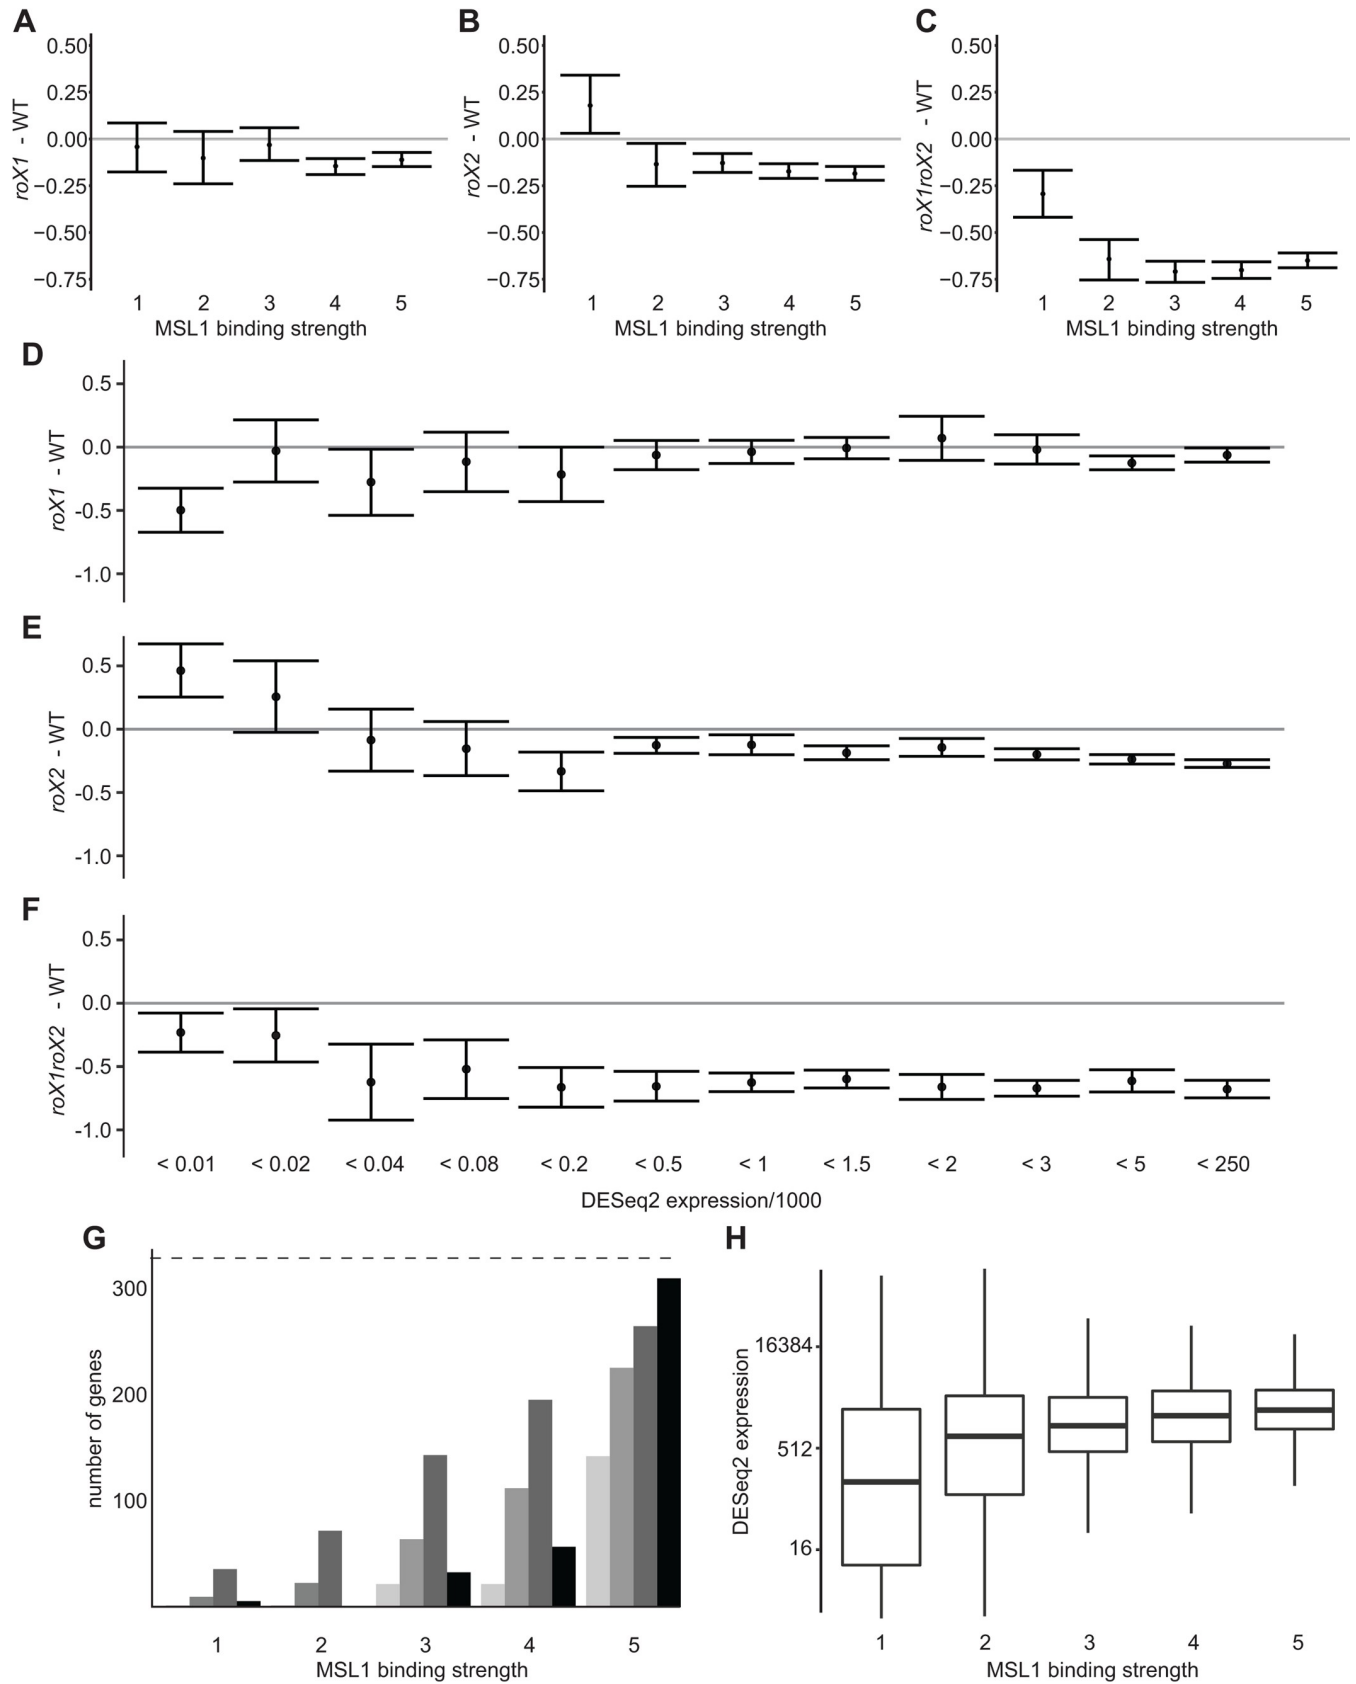 A
B
C
0.50
0.25
0.00
−0.25
−0.50
−0.75
roX1 - WT
1 2 3 4 5
MSL1 binding strength
0.50
0.25
0.00
−0.25
−0.50
−0.75
roX2 - WT
1 2 3 4 5
MSL1 binding strength
0.50
0.25
0.00
−0.25
−0.50
−0.75
roX1roX2 - WT
1 2 3 4 5
MSL1 binding strength
D
0.5
0.0
-0.5
-1.0
roX1 - WT
E
0.5
0.0
-0.5
-1.0
roX2 - WT
F
0.5
0.0
-0.5
-1.0
roX1roX2 - WT
< 0.01 < 0.02 < 0.04 < 0.08 < 0.2 < 0.5 < 1 < 1.5 < 2 < 3 < 5 < 250
DESeq2 expression/1000
G
300
200
100
number of genes
1 2 3 4 5
MSL1 binding strength
H
16384
512
16
DESeq2 expression
1 2 3 4 5
MSL1 binding strength